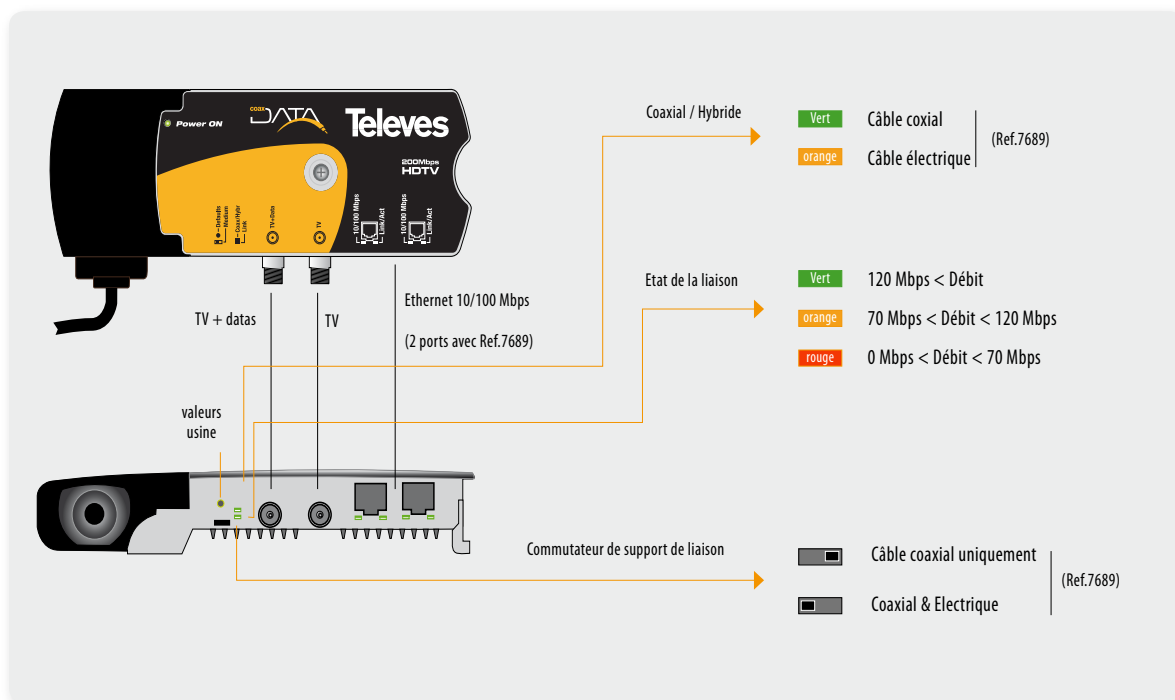 Power ON
coax
DATA
Televes
200Mbps
HDTV
Defaults
Medium
Coax/Hybr
Link
TV+Data
TV
10/100 Mbps
Link/Act
10/100 Mbps
Link/Act
Coaxial / Hybride
Vert
Câble coxial
orange
Câble électrique
(Ref.7689)
TV + datas
TV
Ethernet 10/100 Mbps
(2 ports avec Ref.7689)
Etat de la liaison
Vert
120 Mbps < Débit
orange
70 Mbps < Débit < 120 Mbps
rouge
0 Mbps < Débit < 70 Mbps
valeurs
usine
Commutateur de support de liaison
Câble coaxial uniquement
Coaxial & Electrique
(Ref.7689)